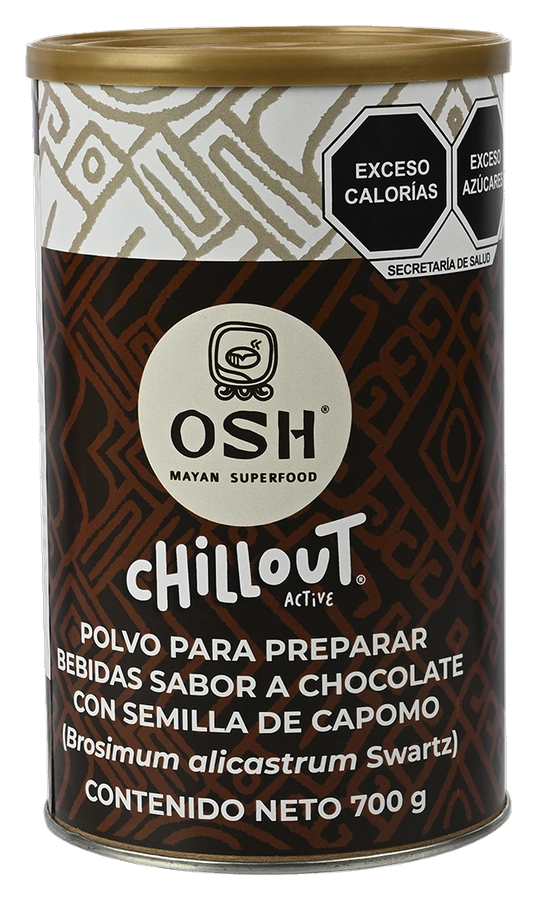 EXCESO
CALORÍAS
EXCESO
AZÚCARES
SECRETARÍA DE SALUD
OSH®
MAYAN SUPERFOOD
CHiLLOUT®
ACTiVE
POLVO PARA PREPARAR
BEBIDAS SABOR A CHOCOLATE
CON SEMILLA DE CAPOMO
(Brosimum alicastrum Swartz)
CONTENIDO NETO 700 g